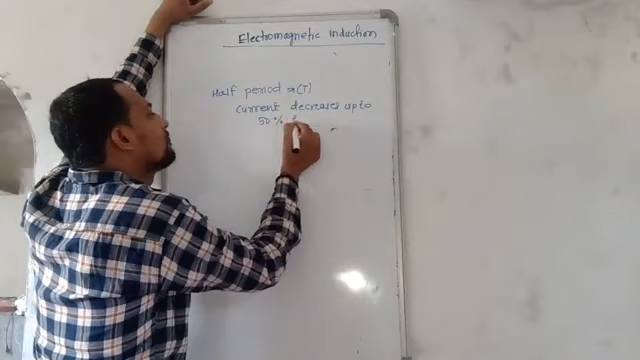 Electromagnetic Induction
Half period (T)
Current decreases upto
50%